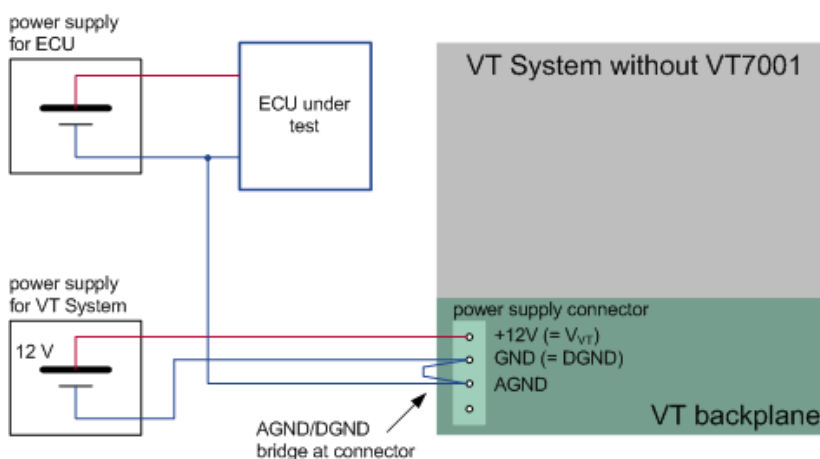 power supply
for ECU
ECU under
test
VT System without VT7001
power supply
for VT System
12 V
power supply connector
+12V (= VVT)
GND (= DGND)
AGND
AGND/DGND
bridge at connector
VT backplane